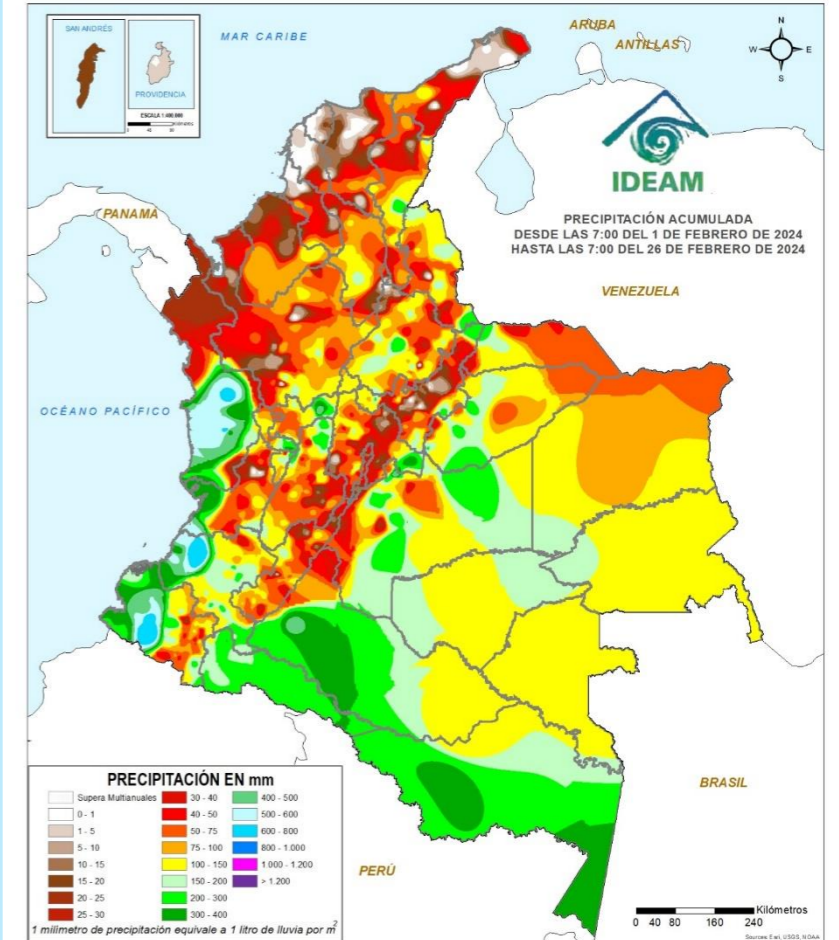 SAN ANDRÉS
PROVIDENCIA
ESCALA 1:400.000
MAR CARIBE
ARUBA
ANTILLAS
N
W E
S
IDEAM
PANAMÁ
PRECIPITACIÓN ACUMULADA
DESDE LAS 7:00 DEL 1 DE FEBRERO DE 2024
HASTA LAS 7:00 DEL 26 DE FEBRERO DE 2024
VENEZUELA
OCÉANO PACÍFICO
BRASIL
PERÚ
PRECIPITACIÓN EN mm
Supera Multianuales
0 - 1
1 - 5
5 - 10
10 - 15
15 - 20
20 - 25
25 - 30
30 - 40
40 - 50
50 - 75
75 - 100
100 - 150
150 - 200
200 - 300
300 - 400
400 - 500
500 - 600
600 - 800
800 - 1.000
1.000 - 1.200
> 1.200
1 milímetro de precipitación equivale a 1 litro de lluvia por m²
Kilómetros
0 40 80 160 240
Sources: Esri, USGS, NOAA